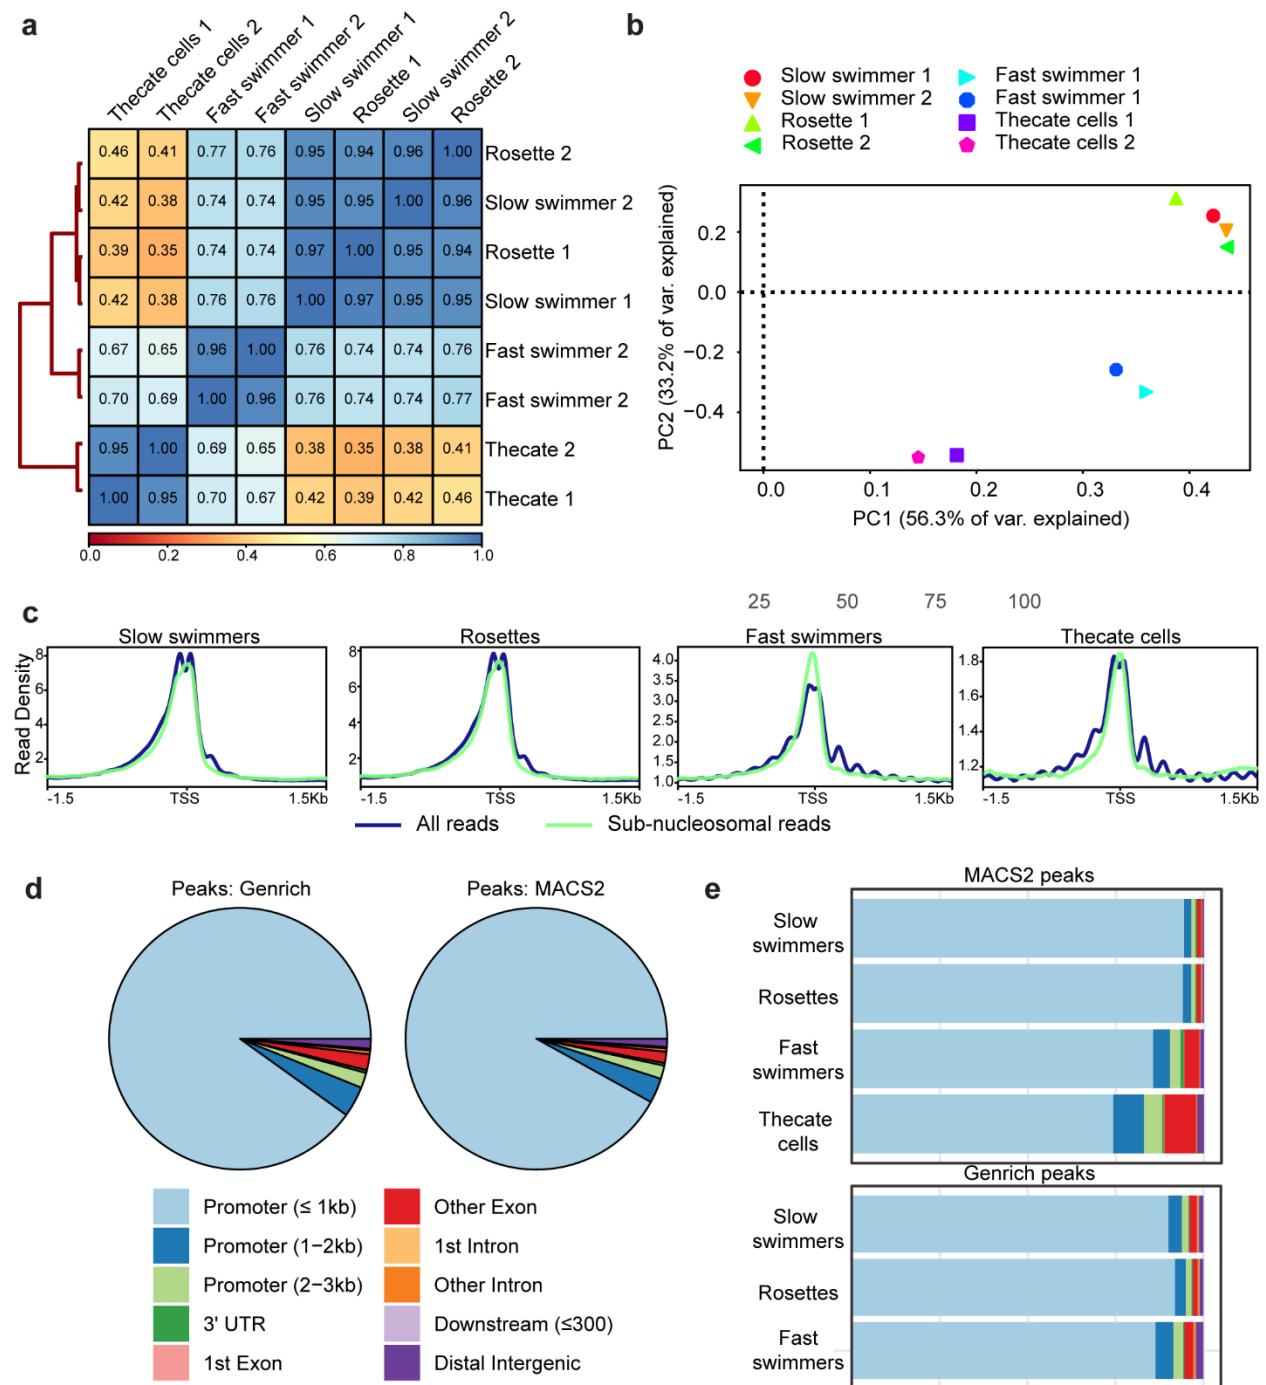 a
Thecate cells 1
Thecate cells 2
Fast swimmer 1
Fast swimmer 2
Slow swimmer 1
Rosette 1
Slow swimmer 2
Rosette 2
0.46 0.41 0.77 0.76 0.95 0.94 0.96 1.00 Rosette 2
0.42 0.38 0.74 0.74 0.95 0.95 1.00 0.96 Slow swimmer 2
0.39 0.35 0.74 0.74 0.97 1.00 0.95 0.94 Rosette 1
0.42 0.38 0.76 0.76 1.00 0.97 0.95 0.95 Slow swimmer 1
0.67 0.65 0.96 1.00 0.76 0.74 0.74 0.76 Fast swimmer 2
0.70 0.69 1.00 0.96 0.76 0.74 0.74 0.77 Fast swimmer 2
0.95 1.00 0.69 0.65 0.38 0.35 0.38 0.41 Thecate 2
1.00 0.95 0.70 0.67 0.42 0.39 0.42 0.46 Thecate 1
0.0 0.2 0.4 0.6 0.8 1.0
b
Slow swimmer 1 Fast swimmer 1
Slow swimmer 2 Fast swimmer 1
Rosette 1 Thecate cells 1
Rosette 2 Thecate cells 2
PC2 (33.2% of var. explained)
0.2
0.0
−0.2
−0.4
0.0 0.1 0.2 0.3 0.4
PC1 (56.3% of var. explained)
c
25 50 75 100
Slow swimmers Rosettes Fast swimmers Thecate cells
Read Density
8
6
4
2
-1.5 TSS 1.5Kb
8
6
4
2
-1.5 TSS 1.5Kb
4.0
3.5
3.0
2.5
2.0
1.5
1.0
-1.5 TSS 1.5Kb
1.8
1.6
1.4
1.2
-1.5 TSS 1.5Kb
All reads Sub-nucleosomal reads
d
Peaks: Genrich Peaks: MACS2
Promoter (≤ 1kb) Other Exon
Promoter (1−2kb) 1st Intron
Promoter (2−3kb) Other Intron
3' UTR Downstream (≤300)
1st Exon Distal Intergenic
e
MACS2 peaks
Slow
swimmers
Rosettes
Fast
swimmers
Thecate
cells
Genrich peaks
Slow
swimmers
Rosettes
Fast
swimmers